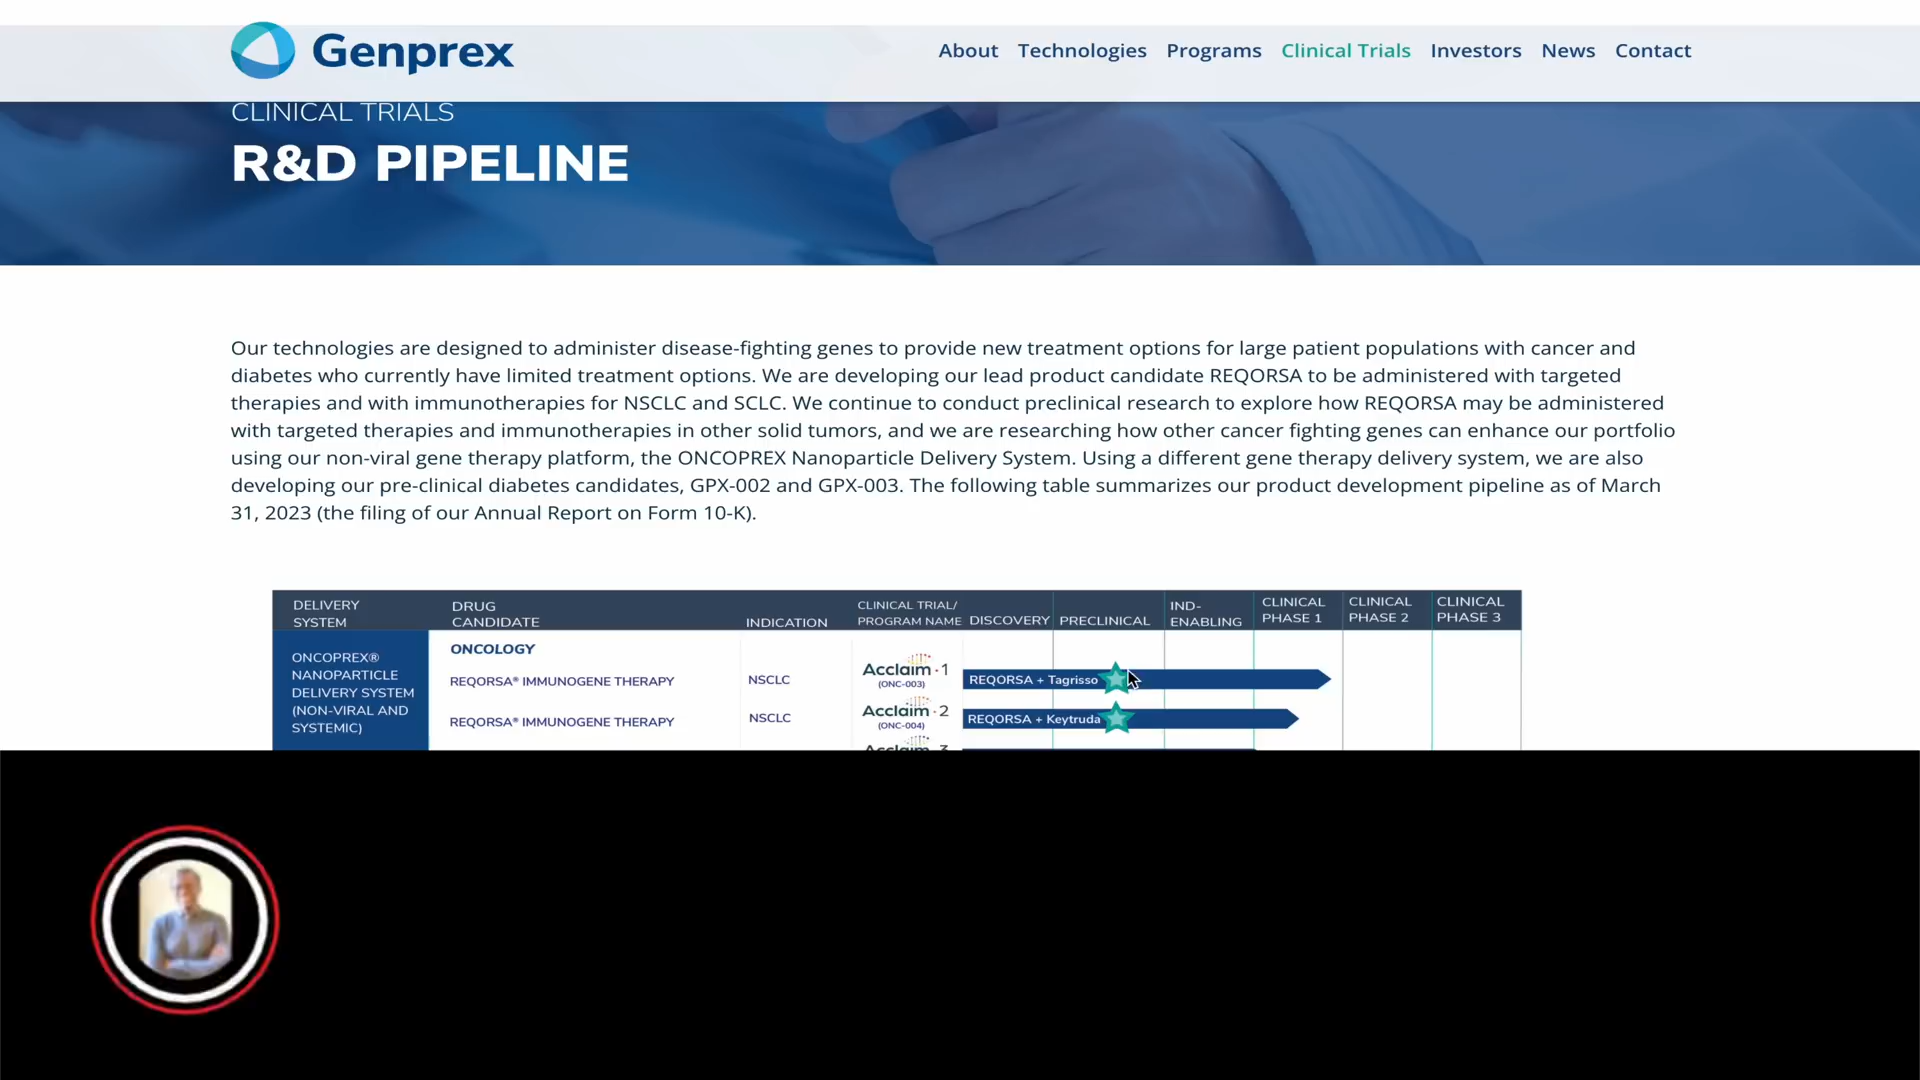 Genprex
About Technologies Programs Clinical Trials Investors News Contact
CLINICAL TRIALS
R&D PIPELINE
Our technologies are designed to administer disease-fighting genes to provide new treatment options for large patient populations with cancer and
diabetes who currently have limited treatment options. We are developing our lead product candidate REQORSA to be administered with targeted
therapies and with immunotherapies for NSCLC and SCLC. We continue to conduct preclinical research to explore how REQORSA may be administered
with targeted therapies and immunotherapies in other solid tumors, and we are researching how other cancer fighting genes can enhance our portfolio
using our non-viral gene therapy platform, the ONCOPREX Nanoparticle Delivery System. Using a different gene therapy delivery system, we are also
developing our pre-clinical diabetes candidates, GPX-002 and GPX-003. The following table summarizes our product development pipeline as of March
31, 2023 (the filing of our Annual Report on Form 10-K).
DELIVERY
SYSTEM
DRUG
CANDIDATE
INDICATION
CLINICAL TRIAL/
PROGRAM NAME
DISCOVERY
PRECLINICAL
IND-
ENABLING
CLINICAL
PHASE 1
CLINICAL
PHASE 2
CLINICAL
PHASE 3
ONCOPREX®
NANOPARTICLE
DELIVERY SYSTEM
(NON-VIRAL AND
SYSTEMIC)
ONCOLOGY
REQORSA® IMMUNOGENE THERAPY
NSCLC
Acclaim · 1
(ONC-003)
REQORSA + Tagrisso
REQORSA® IMMUNOGENE THERAPY
NSCLC
Acclaim · 2
(ONC-004)
REQORSA + Keytruda